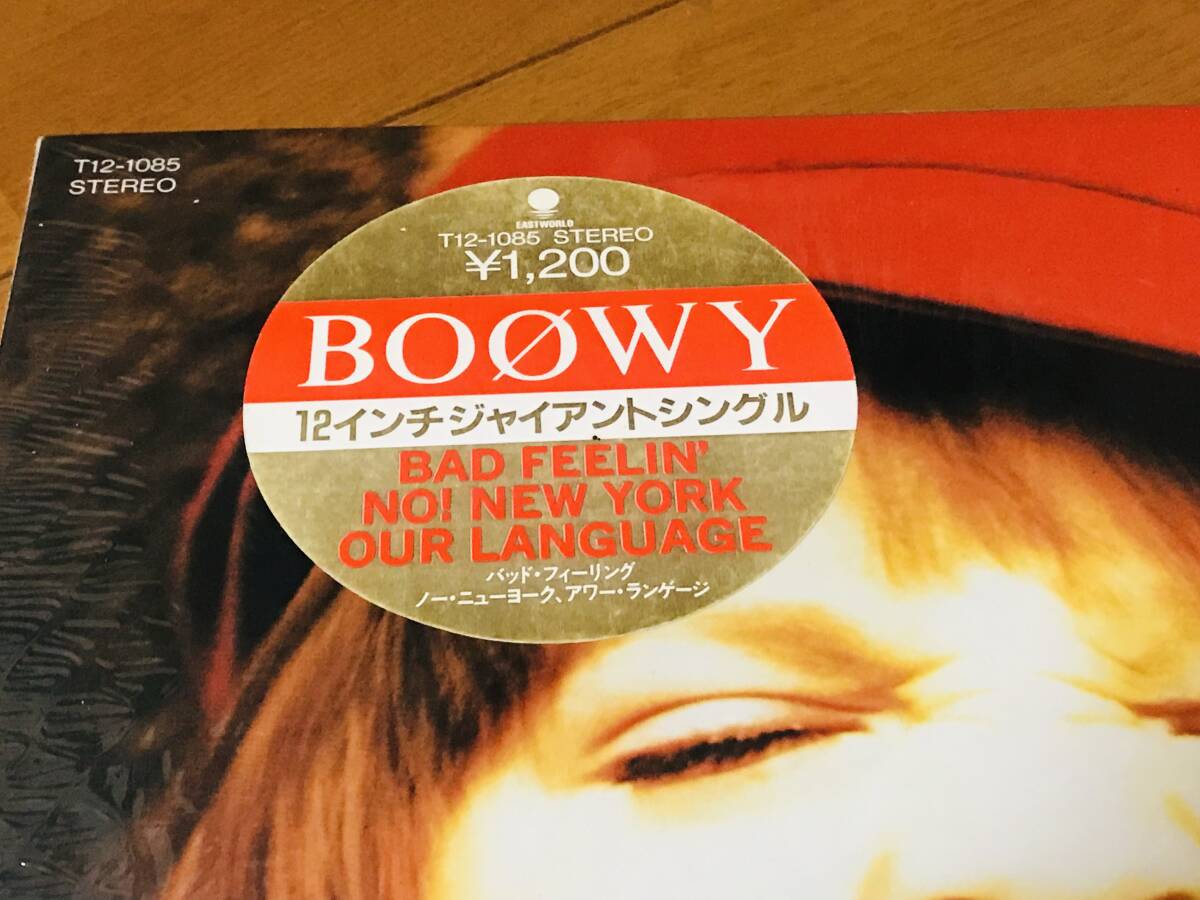 T12-1085
STEREO
EASTWORLD
T12-1085 STEREO
¥1,200
BOØWY
12インチジャイアントシングル
BAD FEELIN'
NO! NEW YORK
OUR LANGUAGE
バッド・フィーリング
ノー・ニューヨーク、アワー・ランゲージ